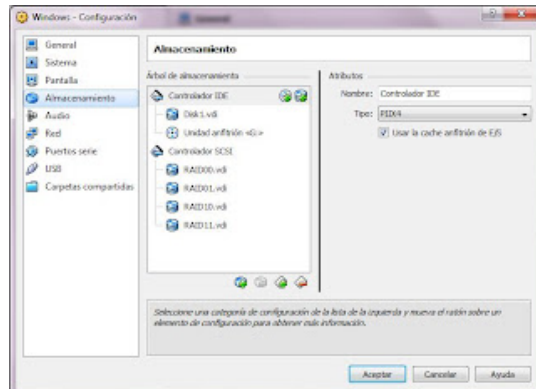 Windows - Configuración
General
Sistema
Pantalla
Almacenamiento
Audio
Red
Puertos serie
USB
Carpetas compartidas
Almacenamiento
Árbol de almacenamiento
Controlador IDE
Disk1.vdi
Unidad anfitrión «G:»
Controlador SCSI
RAID00.vdi
RAID01.vdi
RAID10.vdi
RAID11.vdi
Atributos
Nombre: Controlador IDE
Tipo: PIIX4
Usar la cache anfitrión de E/S
Seleccione una categoría de configuración de la lista de la izquierda y mueva el ratón sobre un
elemento de configuración para obtener más información.
Aceptar Cancelar Ayuda